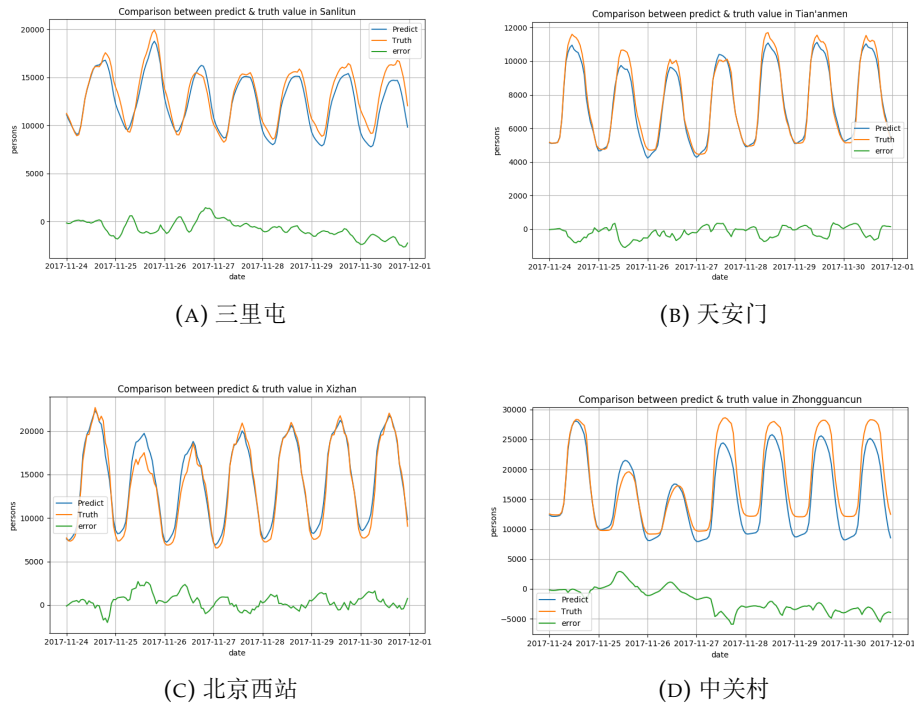 Comparison between predict & truth value in Sanlitun
20000
15000
10000
5000
0
persons
Predict
Truth
error
2017-11-24 2017-11-25 2017-11-26 2017-11-27 2017-11-28 2017-11-29 2017-11-30 2017-12-01
date
(A) 三里屯
Comparison between predict & truth value in Tian'anmen
12000
10000
8000
6000
4000
2000
0
persons
Predict
Truth
error
2017-11-24 2017-11-25 2017-11-26 2017-11-27 2017-11-28 2017-11-29 2017-11-30 2017-12-01
date
(B) 天安门
Comparison between predict & truth value in Xizhan
20000
15000
10000
5000
0
persons
Predict
Truth
error
2017-11-24 2017-11-25 2017-11-26 2017-11-27 2017-11-28 2017-11-29 2017-11-30 2017-12-01
date
(C) 北京西站
Comparison between predict & truth value in Zhongguancun
30000
25000
20000
15000
10000
5000
0
−5000
persons
Predict
Truth
error
2017-11-24 2017-11-25 2017-11-26 2017-11-27 2017-11-28 2017-11-29 2017-11-30 2017-12-01
date
(D) 中关村